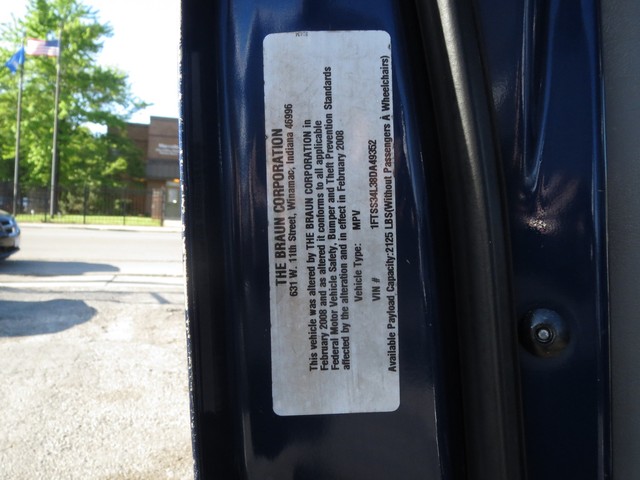 THE BRAUN CORPORATION
631 W. 11th Street, Winamac, Indiana 46996
This vehicle was altered by THE BRAUN CORPORATION in
February 2008 and as altered it conforms to all applicable
Federal Motor Vehicle Safety, Bumper and Theft Prevention Standards
affected by the alteration and in effect in February 2008
Vehicle Type: MPV
VIN # 1FTSS34L38DA49352
Available Payload Capacity:2125 LBS(Without Passengers & Wheelchairs)